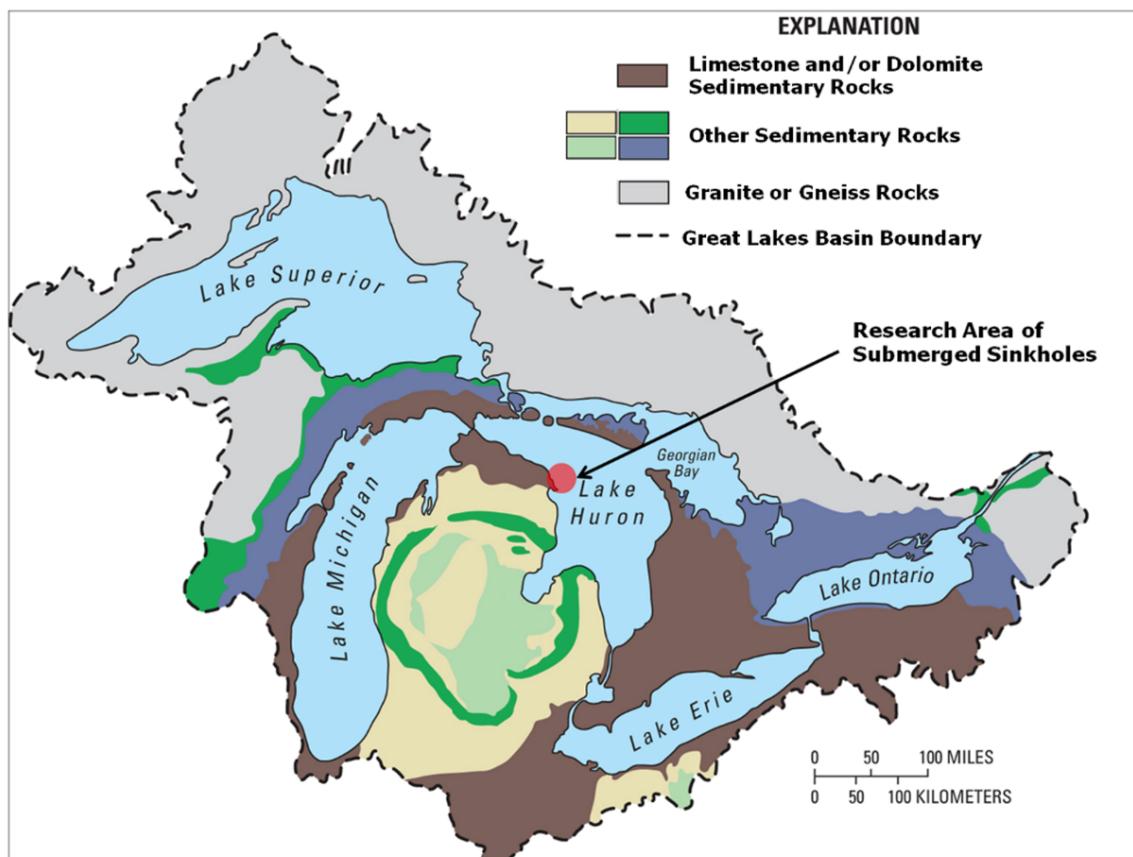 EXPLANATION
Limestone and/or Dolomite
Sedimentary Rocks
Other Sedimentary Rocks
Granite or Gneiss Rocks
Great Lakes Basin Boundary
Research Area of
Submerged Sinkholes
Lake Superior
Georgian
Bay
Lake
Huron
Lake Michigan
Lake Ontario
Lake Erie
0 50 100 MILES
0 50 100 KILOMETERS